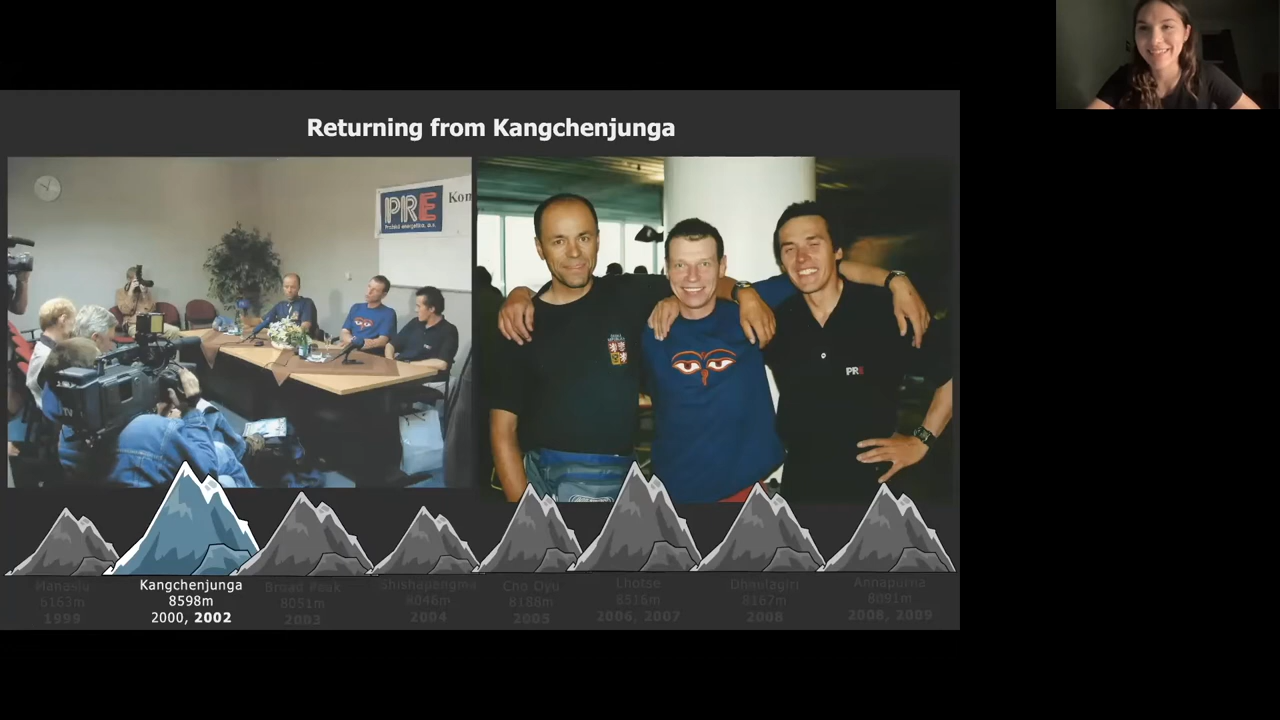 Returning from Kangchenjunga
PRE
Pražská energetika, a.s.
Kon
PRE
Manaslu
8163m
1999
Kangchenjunga
8598m
2000, 2002
Broad Peak
8051m
2003
Shishapangma
8046m
2004
Cho Oyu
8188m
2005
Lhotse
8516m
2006, 2007
Dhaulagiri
8167m
2008
Annapurna
8091m
2008, 2009